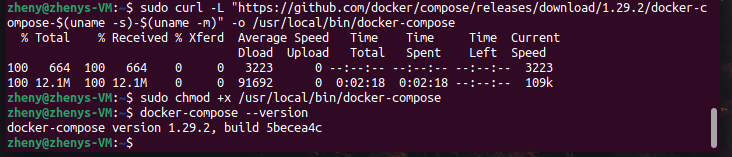 zheny@zhenys-VM:~$ sudo curl -L "https://github.com/docker/compose/releases/download/1.29.2/docker-c
ompose-$(uname -s)-$(uname -m)" -o /usr/local/bin/docker-compose
  % Total    % Received % Xferd  Average Speed   Time    Time     Time  Current
                                 Dload  Upload   Total   Spent    Left  Speed
100   664  100   664    0     0   3223      0 --:--:-- --:--:-- --:--:--  3223
100 12.1M  100 12.1M    0     0  91692      0  0:02:18  0:02:18 --:--:--  109k
zheny@zhenys-VM:~$ sudo chmod +x /usr/local/bin/docker-compose
zheny@zhenys-VM:~$ docker-compose --version
docker-compose version 1.29.2, build 5becea4c
zheny@zhenys-VM:~$